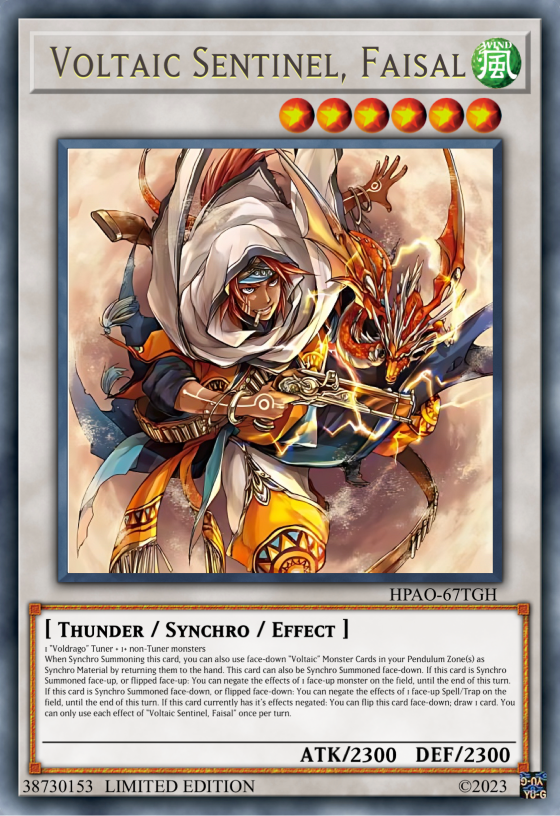 Voltaic Sentinel, Faisal
WIND
風
HPAO-67TGH
[ Thunder / Synchro / Effect ]
1 "Voldrago" Tuner + 1+ non-Tuner monsters
When Synchro Summoning this card, you can also use face-down "Voltaic" Monster Cards in your Pendulum Zone(s) as
Synchro Material by returning them to the hand. This card can also be Synchro Summoned face-down. If this card is Synchro
Summoned face-up, or flipped face-up: You can negate the effects of 1 face-up monster on the field, until the end of this turn.
If this card is Synchro Summoned face-down, or flipped face-down: You can negate the effects of 1 face-up Spell/Trap on the
field, until the end of this turn. If this card currently has it's effects negated: You can flip this card face-down; draw 1 card. You
can only use each effect of "Voltaic Sentinel, Faisal" once per turn.
ATK/2300 DEF/2300
38730153 LIMITED EDITION
©2023
YU-G